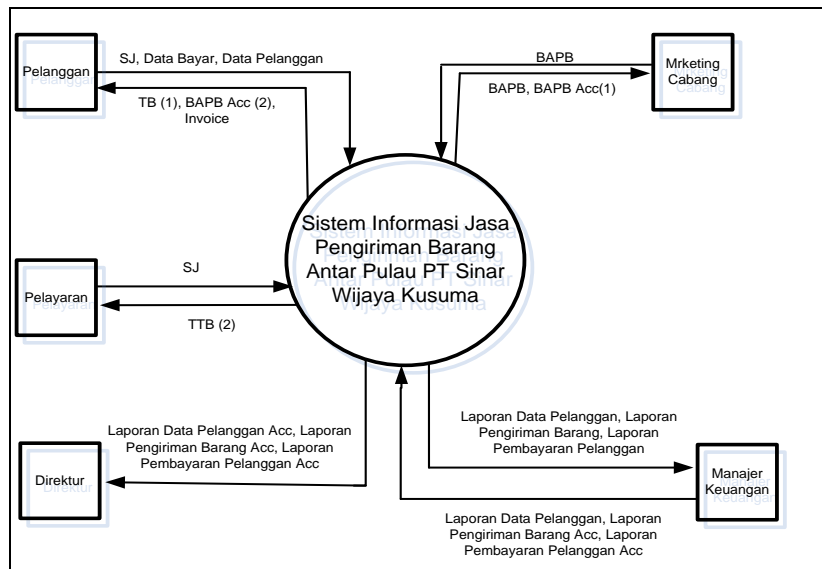 SJ, Data Bayar, Data Pelanggan
Pelanggan
TB (1), BAPB Acc (2),
Invoice
BAPB
Mrketing
Cabang
BAPB, BAPB Acc(1)
Sistem Informasi Jasa
Pengiriman Barang
Antar Pulau PT Sinar
Wijaya Kusuma
SJ
Pelayaran
TTB (2)
Laporan Data Pelanggan Acc, Laporan
Pengiriman Barang Acc, Laporan
Pembayaran Pelanggan Acc
Direktur
Laporan Data Pelanggan, Laporan
Pengiriman Barang, Laporan
Pembayaran Pelanggan
Manajer
Keuangan
Laporan Data Pelanggan, Laporan
Pengiriman Barang Acc, Laporan
Pembayaran Pelanggan Acc